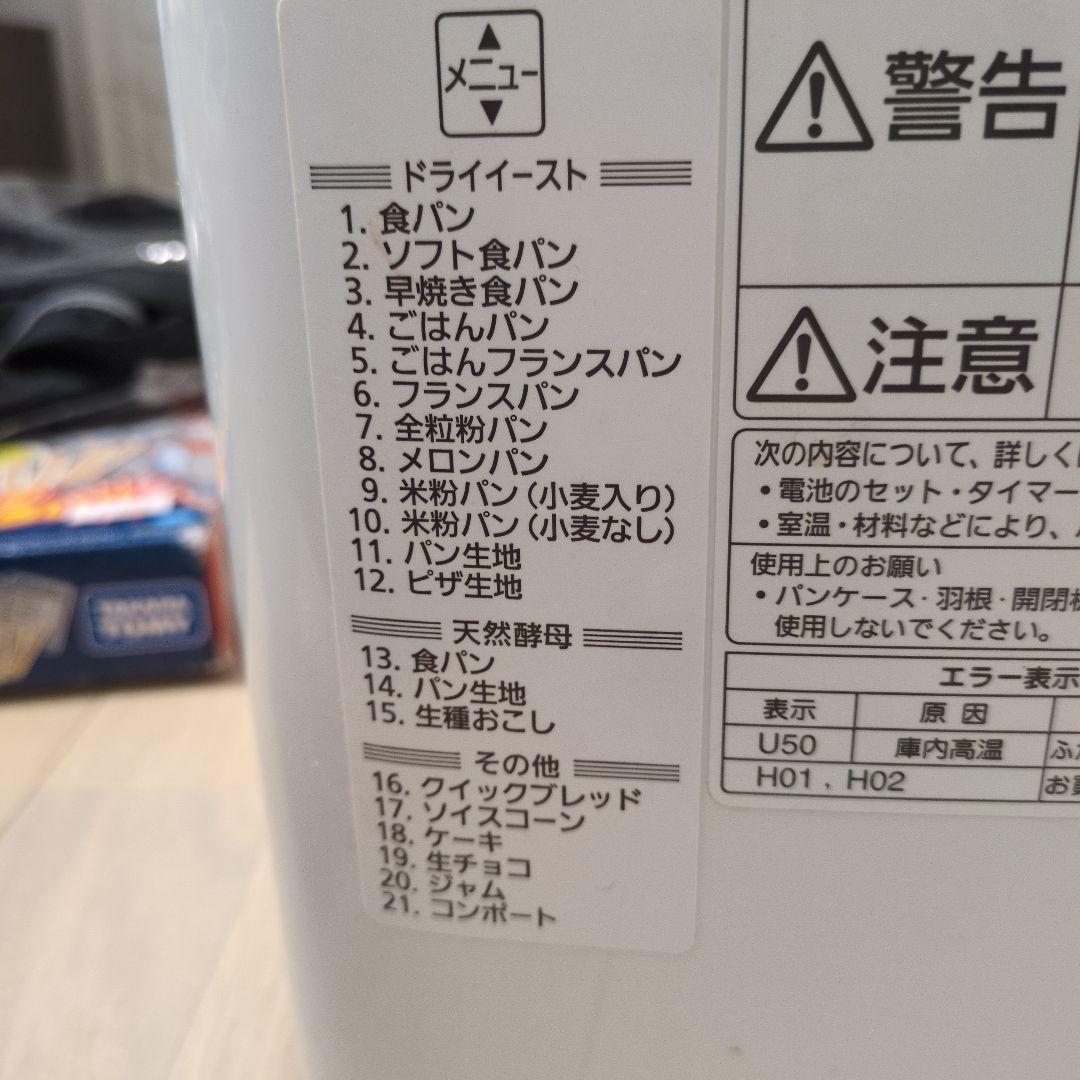 メニュー
ドライイースト
1. 食パン
2. ソフト食パン
3. 早焼き食パン
4. ごはんパン
5. ごはんフランスパン
6. フランスパン
7. 全粒粉パン
8. メロンパン
9. 米粉パン(小麦入り)
10. 米粉パン(小麦なし)
11. パン生地
12. ピザ生地
天然酵母
13. 食パン
14. パン生地
15. 生種おこし
その他
16. クイックブレッド
17. ソイスコーン
18. ケーキ
19. 生チョコ
20. ジャム
21. コンポート
警告
注意
次の内容について、詳しく
・電池のセット・タイマー
・室温・材料などにより、
使用上のお願い
・パンケース・羽根・開閉
使用しないでください。
エラー表示
表示 原因
U50 庫内高温 ふ
H01、H02 お
TAKARA
TOMY